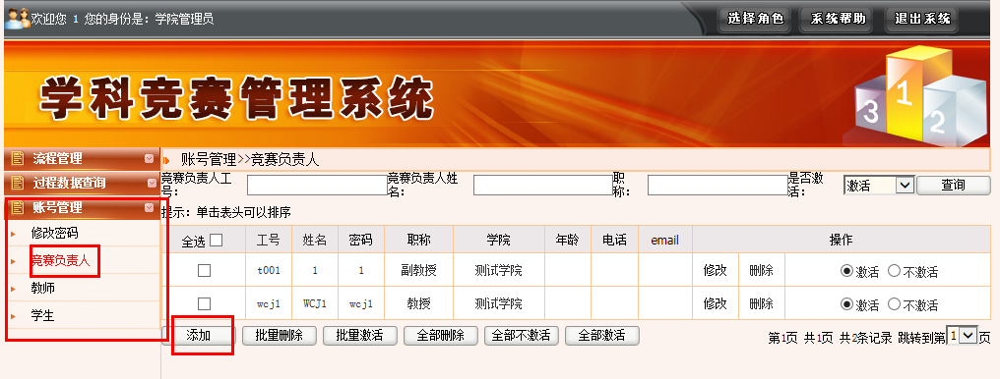 欢迎您 1 您的身份是：学院管理员
选择角色 系统帮助 退出系统
学科竞赛管理系统
3 1 2
流程管理
过程数据查询
账号管理
修改密码
竞赛负责人
教师
学生
账号管理>>竞赛负责人
竞赛负责人工号： 竞赛负责人姓名： 职称： 是否激活： 激活 查询
提示：单击表头可以排序
全选 工号 姓名 密码 职称 学院 年龄 电话 email 操作
t001 1 1 副教授 测试学院 修改 删除 激活 不激活
wcj1 WCJ1 wcj1 教授 测试学院 修改 删除 激活 不激活
添加 批量删除 批量激活 全部删除 全部不激活 全部激活 第1页 共1页 共2条记录 跳转到第 1 页